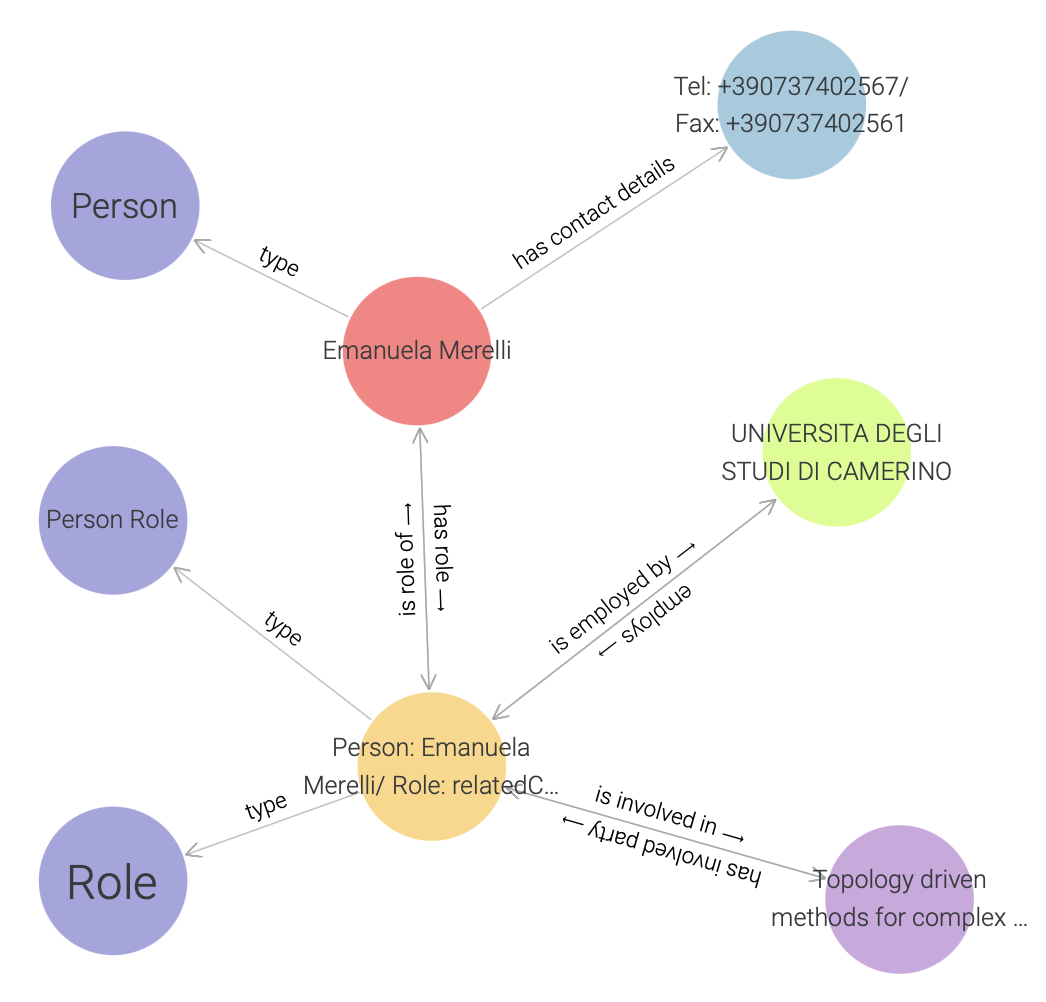 Tel: +390737402567/
Fax: +390737402561
Person
has contact details
type
Emanuela Merelli
UNIVERSITA DEGLI
STUDI DI CAMERINO
Person Role
is role of →
has role →
is employed by →
employs →
type
Person: Emanuela
Merelli/ Role: relatedC...
type
is involved in →
has involved party →
Role
Topology driven
methods for complex ...